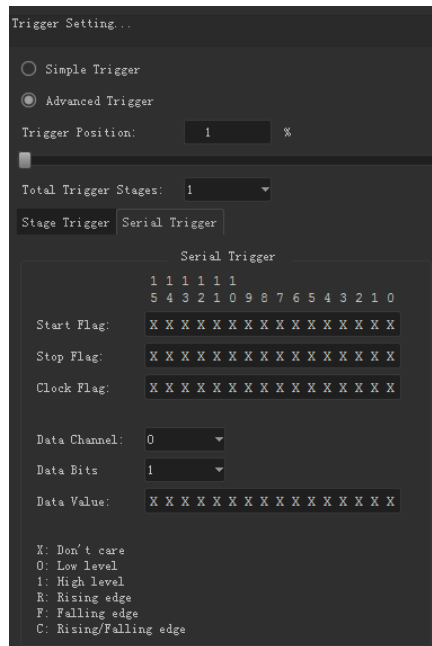 Trigger Setting...
Simple Trigger
Advanced Trigger
Trigger Position: 1 %
Total Trigger Stages: 1
Stage Trigger Serial Trigger
Serial Trigger
1 1 1 1 1 1
5 4 3 2 1 0 9 8 7 6 5 4 3 2 1 0
Start Flag: X X X X X X X X X X X X X X X X
Stop Flag: X X X X X X X X X X X X X X X X
Clock Flag: X X X X X X X X X X X X X X X X
Data Channel: 0
Data Bits 1
Data Value: X X X X X X X X X X X X X X X X
X: Don't care
0: Low level
1: High level
R: Rising edge
F: Falling edge
C: Rising/Falling edge